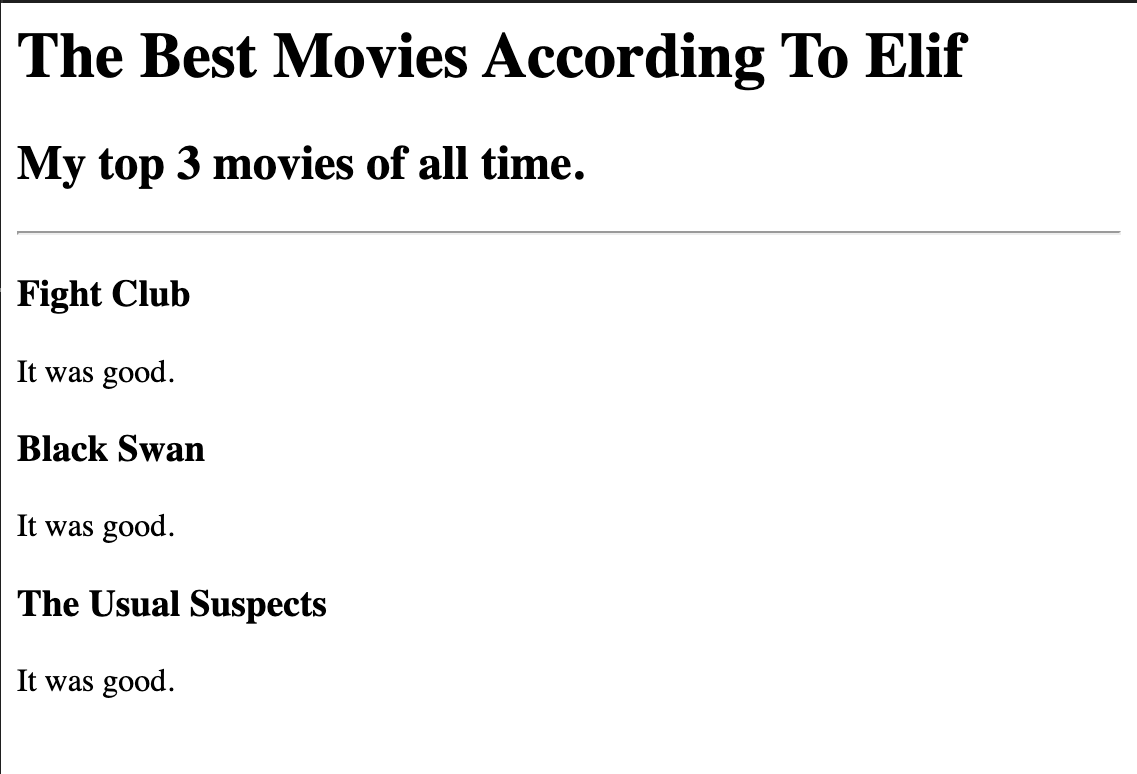 The Best Movies According To Elif
My top 3 movies of all time.
Fight Club
It was good.
Black Swan
It was good.
The Usual Suspects
It was good.